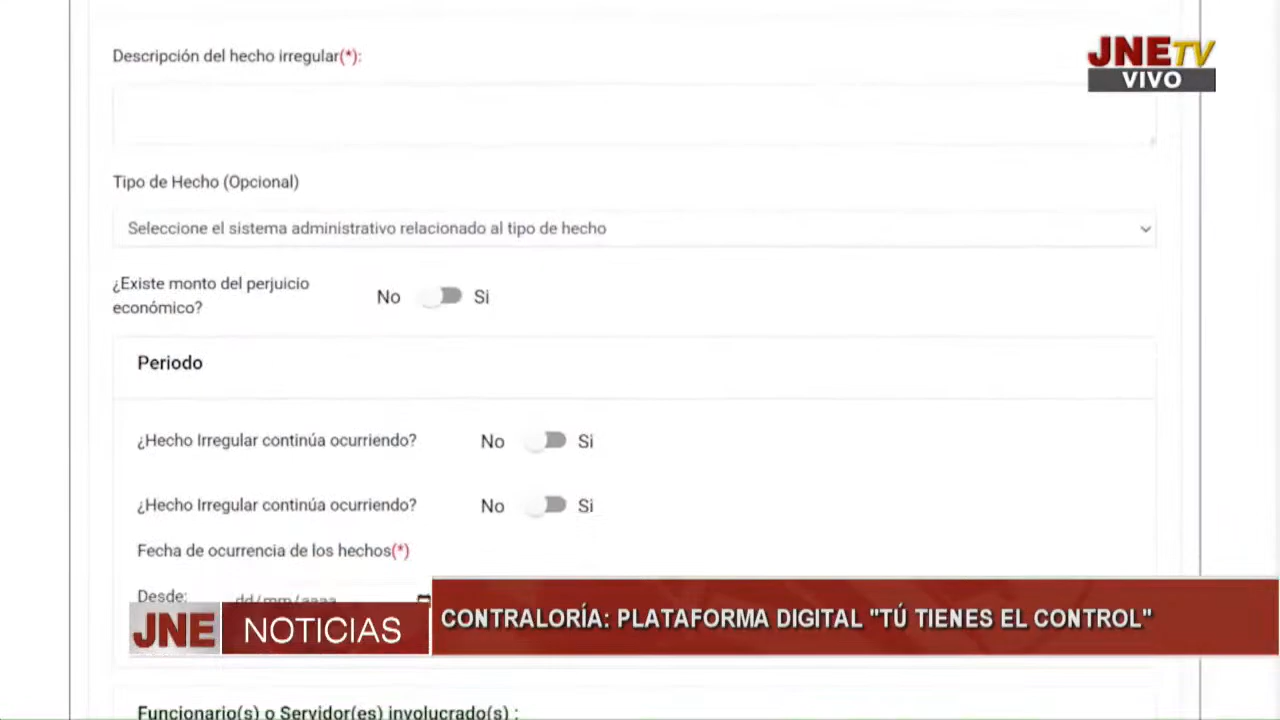 JNETV
VIVO
Descripción del hecho irregular(*):
Tipo de Hecho (Opcional)
Seleccione el sistema administrativo relacionado al tipo de hecho
¿Existe monto del perjuicio
económico?
No Si
Periodo
¿Hecho Irregular continúa ocurriendo? No Si
¿Hecho Irregular continúa ocurriendo? No Si
Fecha de ocurrencia de los hechos(*)
Desde: dd/mm/aaaa
JNE NOTICIAS
CONTRALORÍA: PLATAFORMA DIGITAL "TÚ TIENES EL CONTROL"
Funcionario(s) o Servidor(es) involucrado(s) :